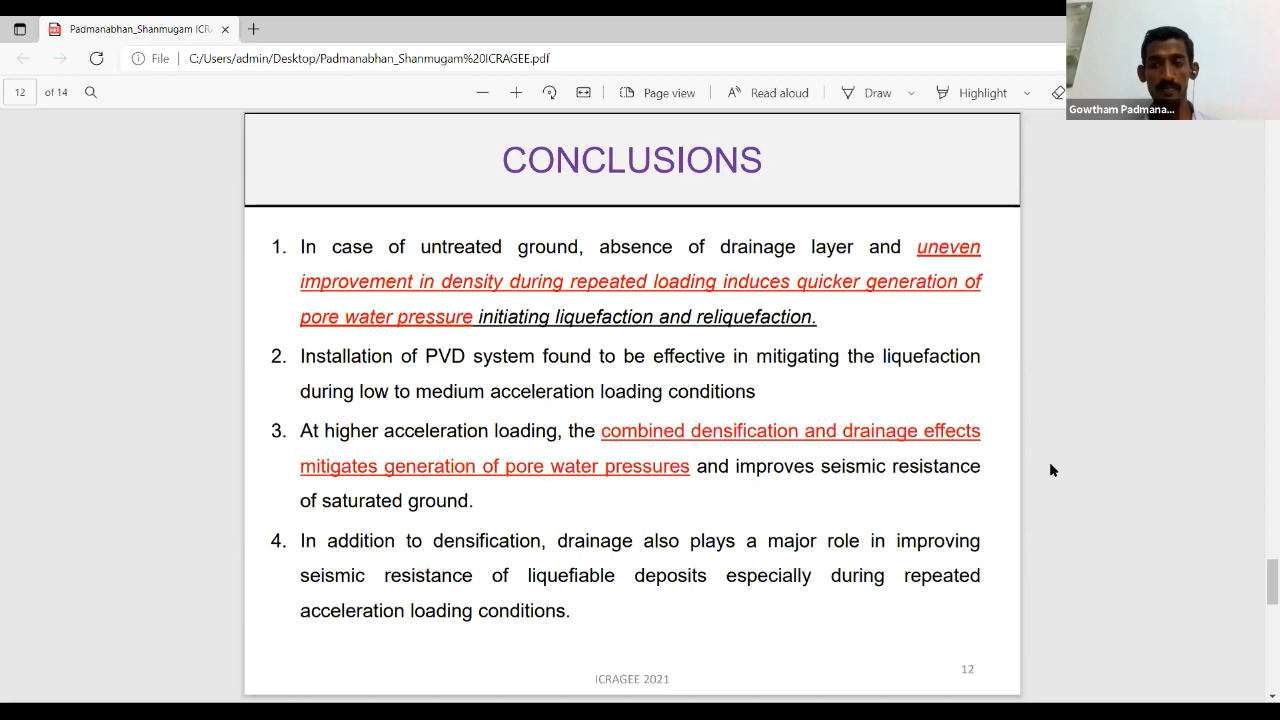 Padmanabhan_Shanmugam ICR
File C:/Users/admin/Desktop/Padmanabhan_Shanmugam%20ICRAGEE.pdf
12 of 14 Page view Read aloud Draw Highlight
Gowtham Padmana...
CONCLUSIONS
1. In case of untreated ground, absence of drainage layer and uneven
improvement in density during repeated loading induces quicker generation of
pore water pressure initiating liquefaction and reliquefaction.
2. Installation of PVD system found to be effective in mitigating the liquefaction
during low to medium acceleration loading conditions
3. At higher acceleration loading, the combined densification and drainage effects
mitigates generation of pore water pressures and improves seismic resistance
of saturated ground.
4. In addition to densification, drainage also plays a major role in improving
seismic resistance of liquefiable deposits especially during repeated
acceleration loading conditions.
ICRAGEE 2021
12